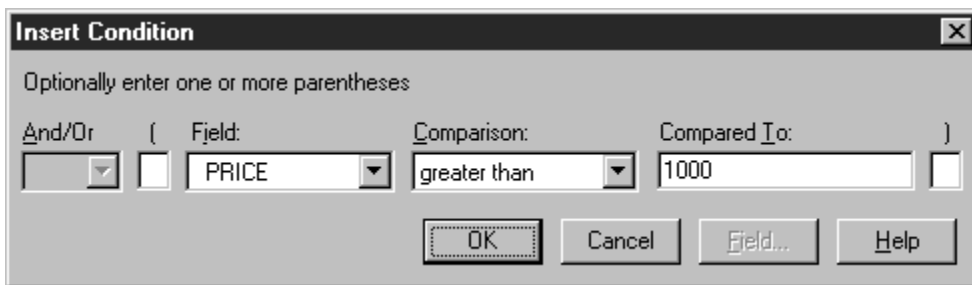 Insert Condition
Optionally enter one or more parentheses
And/Or ( Field: Comparison: Compared To: )
PRICE greater than 1000
OK Cancel Field... Help